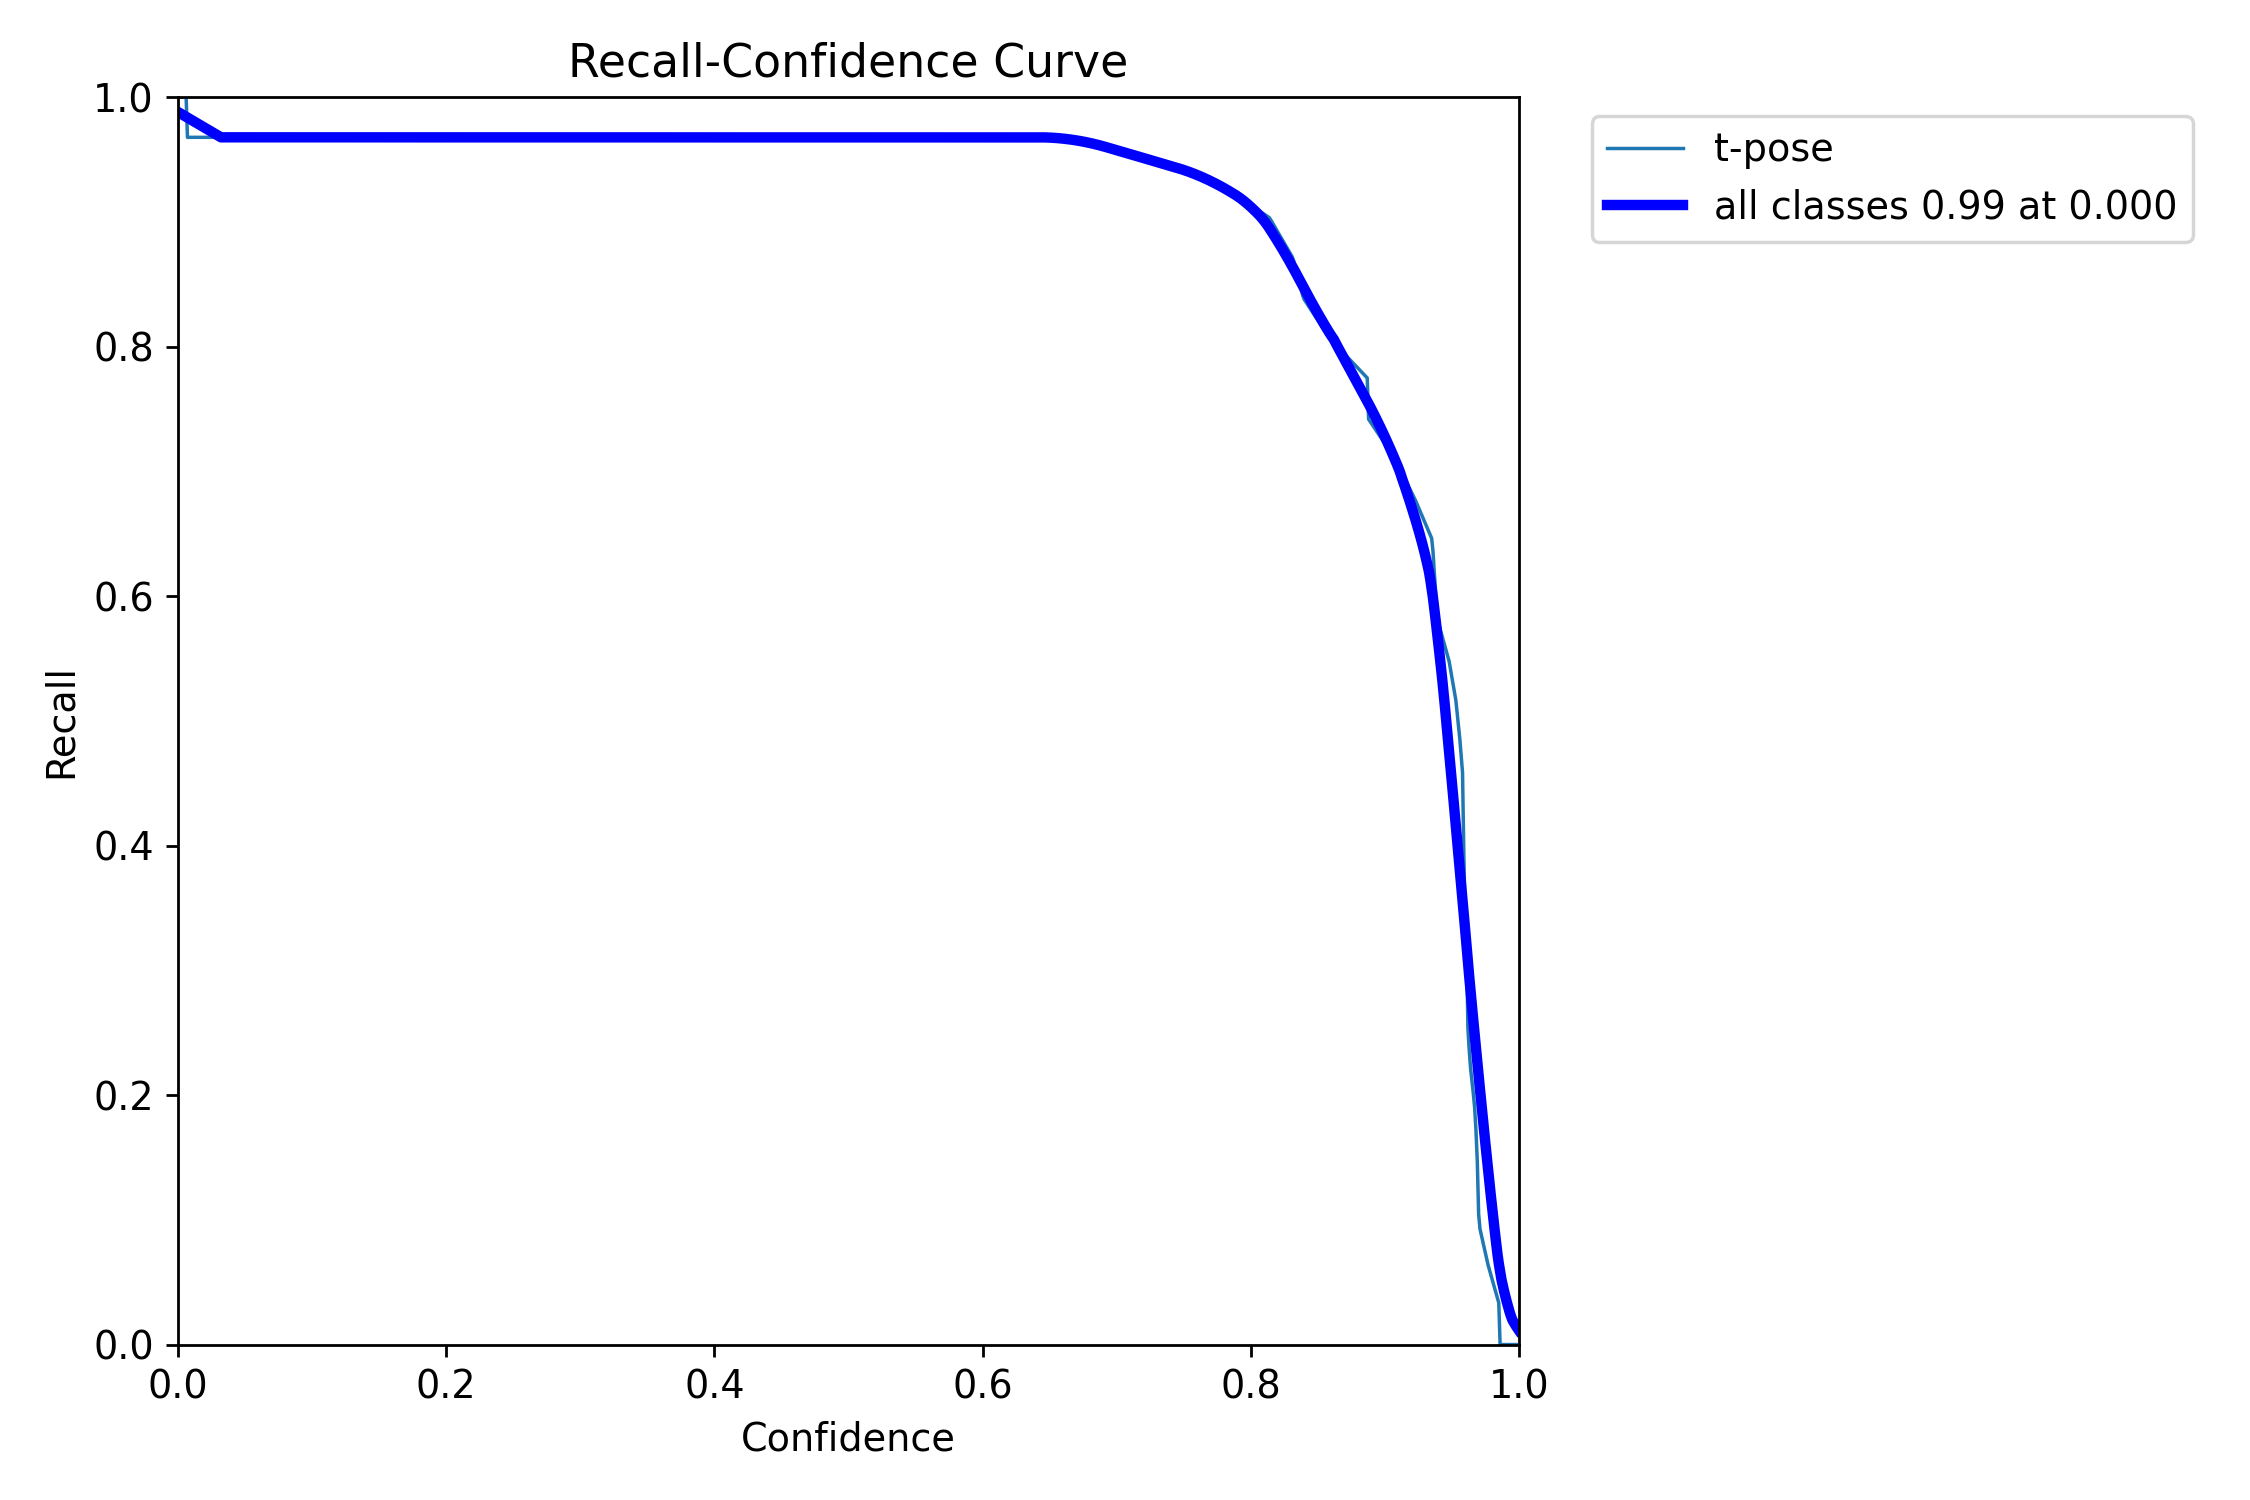 Recall-Confidence Curve
1.0
0.8
0.6
0.4
0.2
0.0
Recall
0.0 0.2 0.4 0.6 0.8 1.0
Confidence
t-pose
all classes 0.99 at 0.000